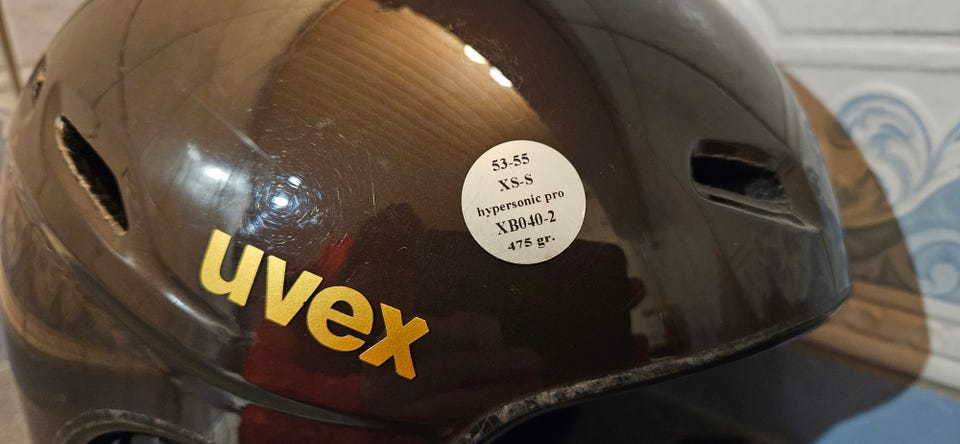 53-55
XS-S
hypersonic pro
XB040-2
475 gr.
uvex